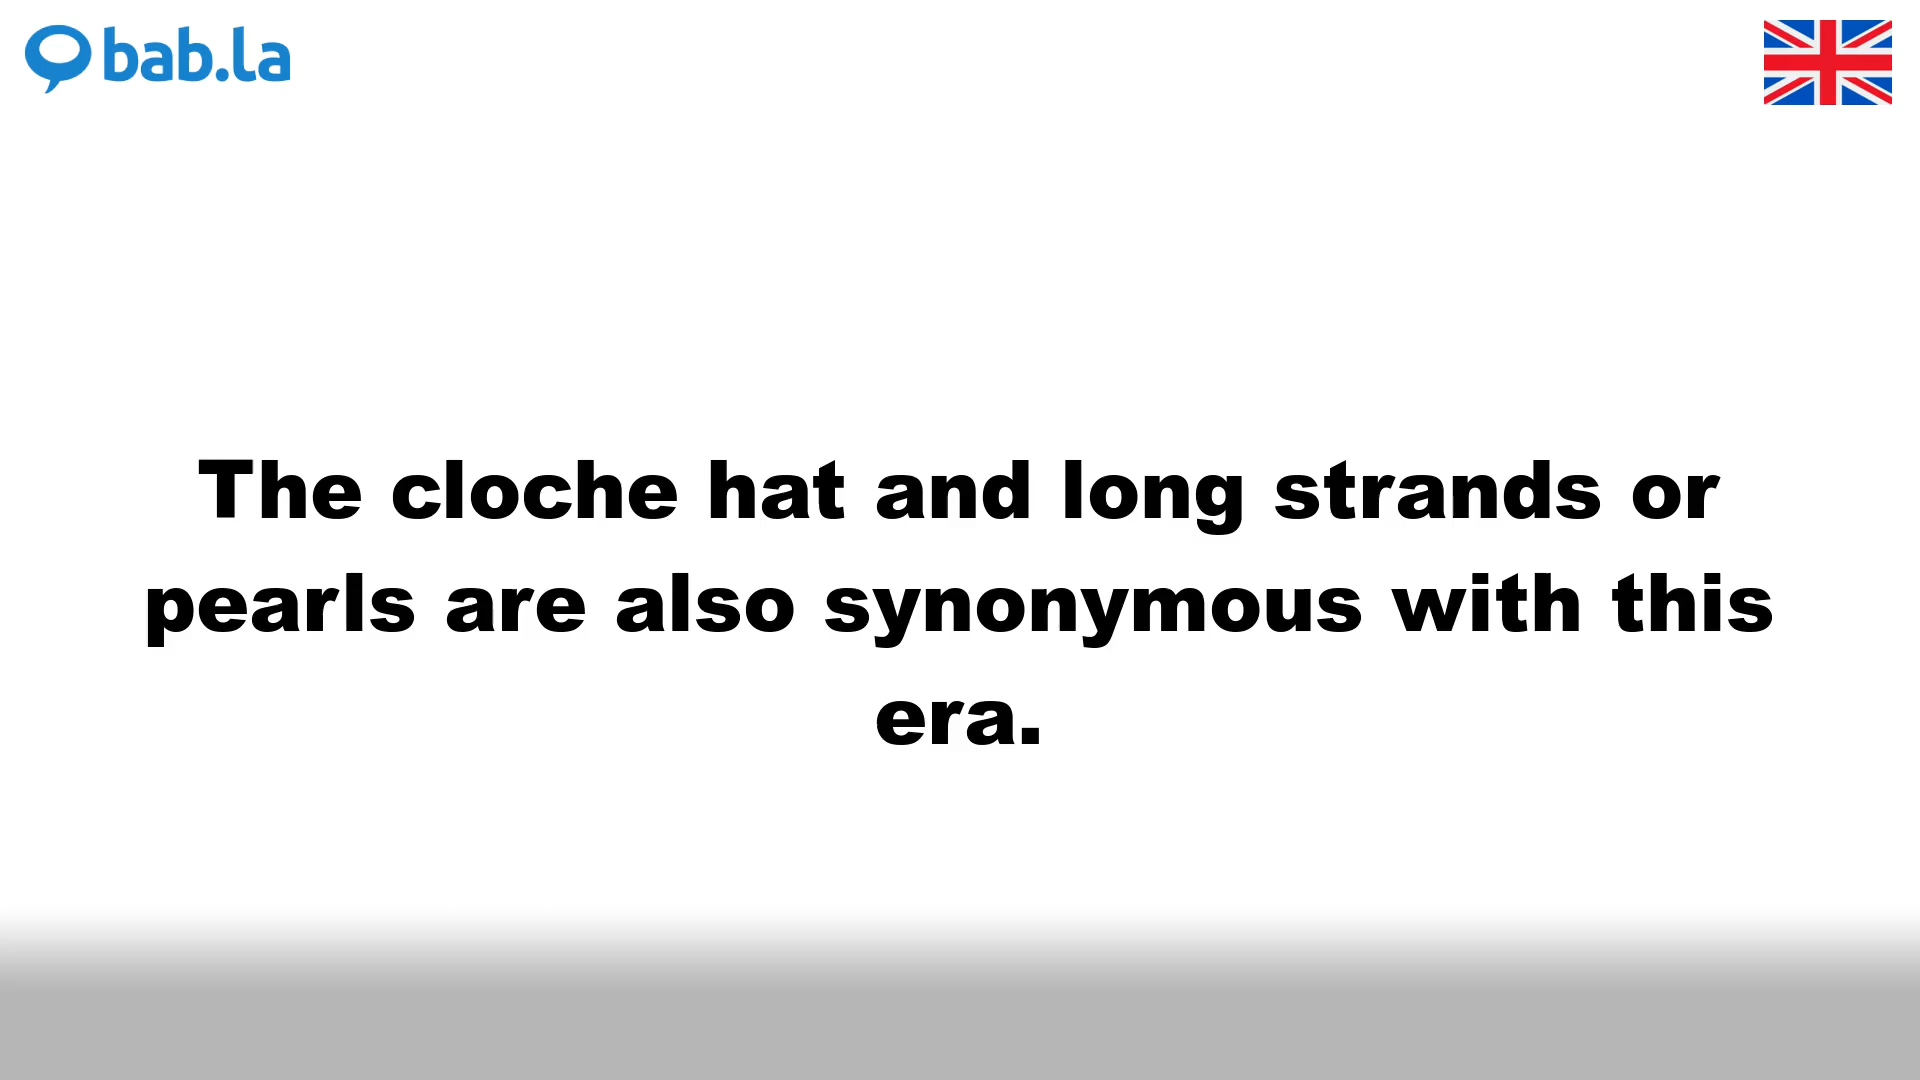 bab.la
The cloche hat and long strands or
pearls are also synonymous with this
era.